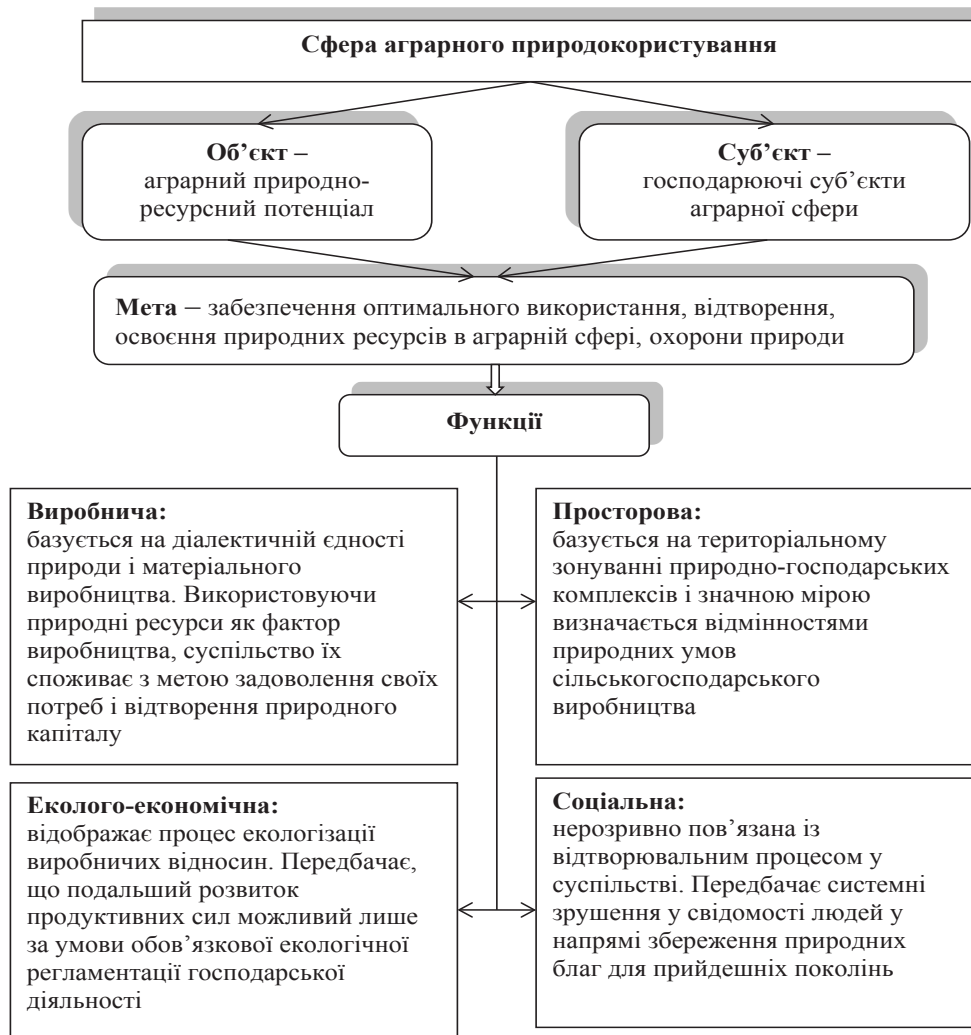 Сфера аграрного природокористування
Об’єкт –
аграрний природно-
ресурсний потенціал
Суб’єкт –
господарюючі суб’єкти
аграрної сфери
Мета – забезпечення оптимального використання, відтворення,
освоєння природних ресурсів в аграрній сфері, охорони природи
Функції
Виробнича:
базується на діалектичній єдності
природи і матеріального
виробництва. Використовуючи
природні ресурси як фактор
виробництва, суспільство їх
споживає з метою задоволення своїх
потреб і відтворення природного
капіталу
Просторова:
базується на територіальному
зонуванні природно-господарських
комплексів і значною мірою
визначається відмінностями
природних умов
сільськогосподарського
виробництва
Еколого-економічна:
відображає процес екологізації
виробничих відносин. Передбачає,
що подальший розвиток
продуктивних сил можливий лише
за умови обов’язкової екологічної
регламентації господарської
діяльності
Соціальна:
нерозривно пов’язана із
відтворювальним процесом у
суспільстві. Передбачає системні
зрушення у свідомості людей у
напрямі збереження природних
благ для прийдешніх поколінь